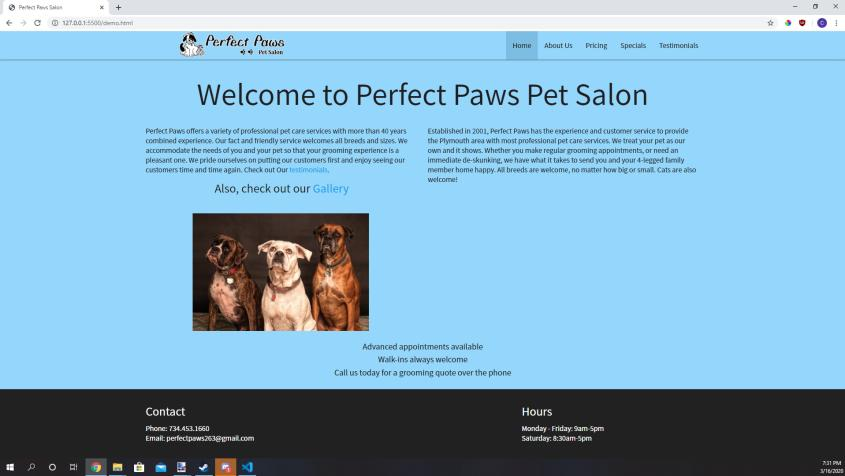 Perfect Paws Salon
127.0.0.1:5500/demo.html
Perfect Paws
Pet Salon
Home
About Us
Pricing
Specials
Testimonials
Welcome to Perfect Paws Pet Salon
Perfect Paws offers a variety of professional pet care services with more than 40 years
combined experience. Our fact and friendly service welcomes all breeds and sizes. We
accommodate the needs of you and your pet so that your grooming experience is a
pleasant one. We pride ourselves on putting our customers first and enjoy seeing our
customers time and time again. Check out Our testimonials.
Also, check out our Gallery
Established in 2001, Perfect Paws has the experience and customer service to provide
the Plymouth area with most professional pet care services. We treat your pet as our
own and it shows. Whether you make regular grooming appointments, or need an
immediate de-skunking, we have what it takes to send you and your 4-legged family
member home happy. All breeds are welcome, no matter how big or small. Cats are also
welcome!
Advanced appointments available
Walk-ins always welcome
Call us today for a grooming quote over the phone
Contact
Phone: 734.453.1660
Email: perfectpaws263@gmail.com
Hours
Monday - Friday: 9am-5pm
Saturday: 8:30am-5pm
7:31 PM
3/16/2020